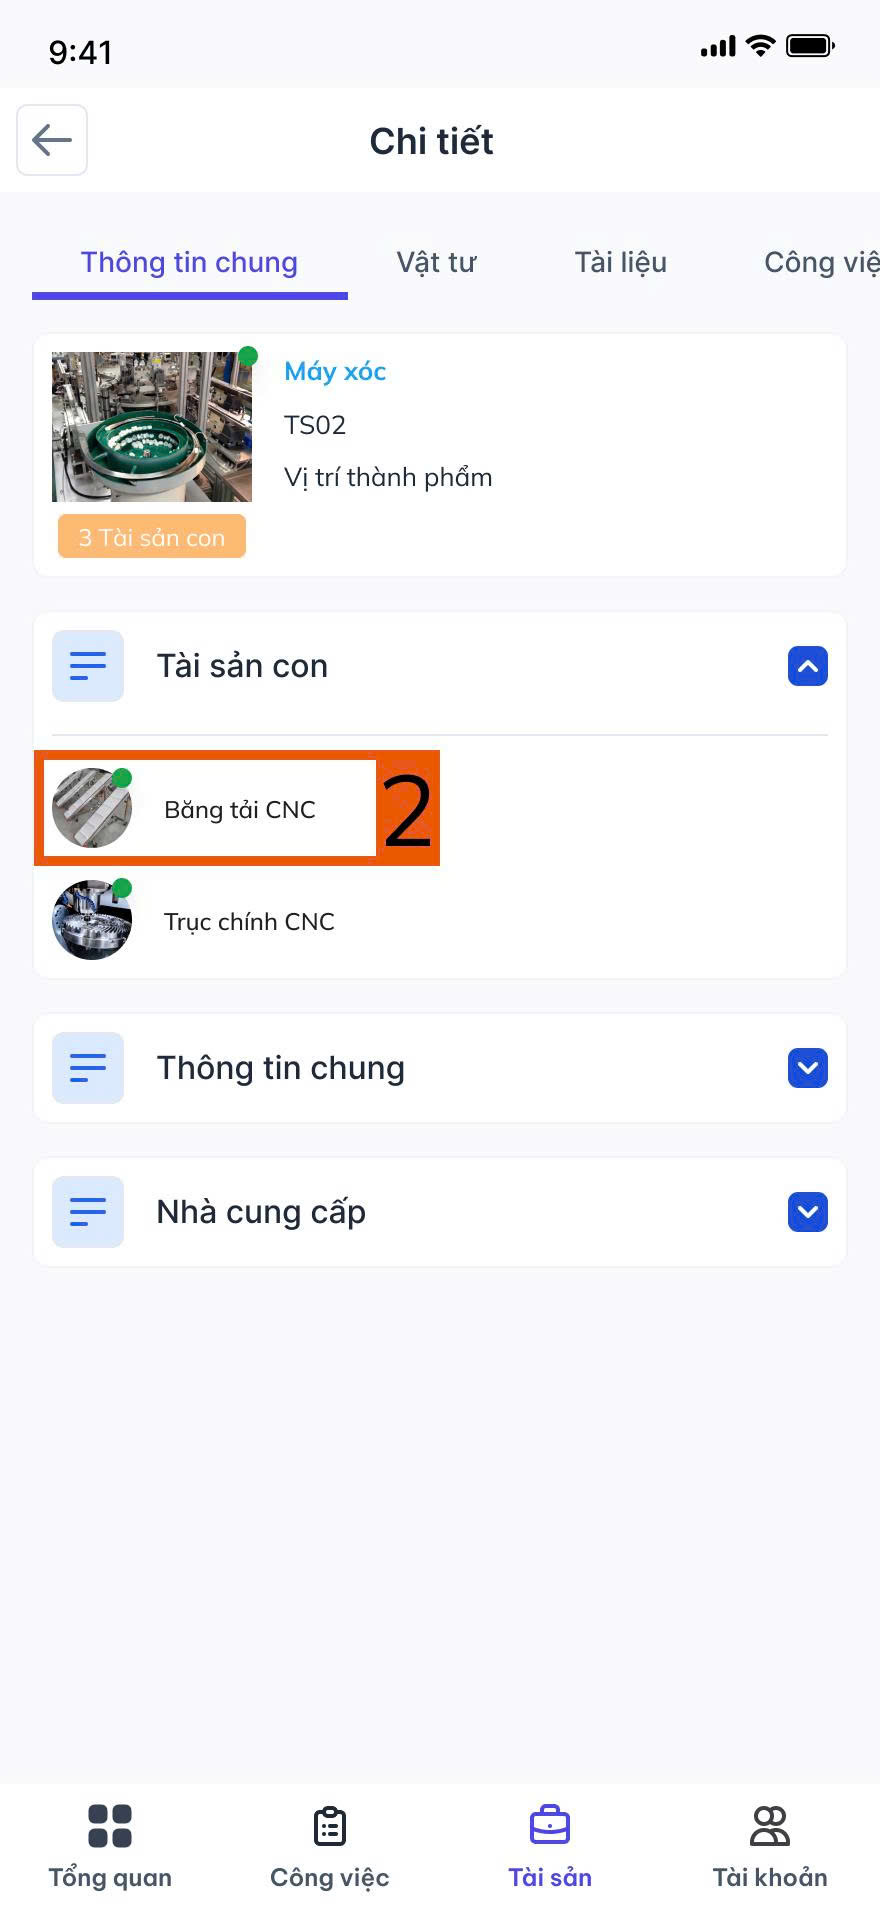 9:41
Chi tiết
Thông tin chung
Vật tư
Tài liệu
Công việ
Máy xóc
TS02
Vị trí thành phẩm
3 Tài sản con
Tài sản con
Băng tải CNC
2
Trục chính CNC
Thông tin chung
Nhà cung cấp
Tổng quan
Công việc
Tài sản
Tài khoản